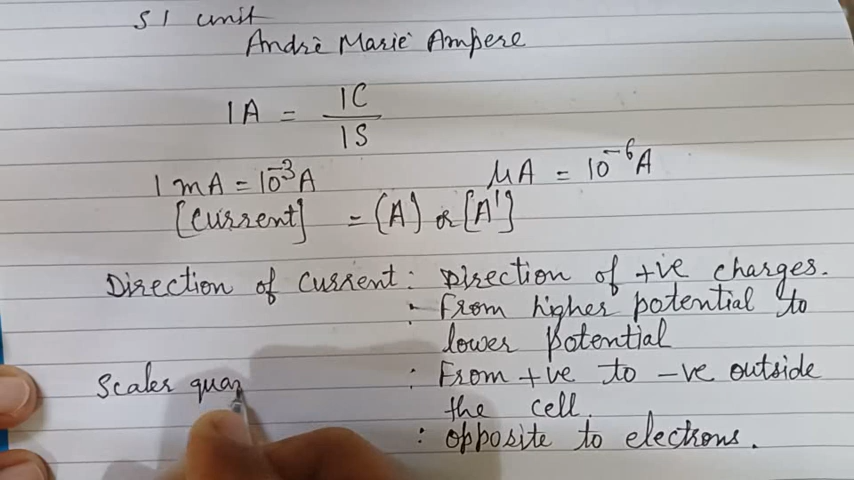 SI unit
Andrè Marie Ampere
1A = 1C / 1S
1 mA = 10⁻³A  μA = 10⁻⁶A
[Current] = (A) or [A¹]
Direction of Current : Direction of +ve charges.
: From higher potential to
lower potential
Scaler quan : From +ve to -ve outside
the cell.
: opposite to electrons.